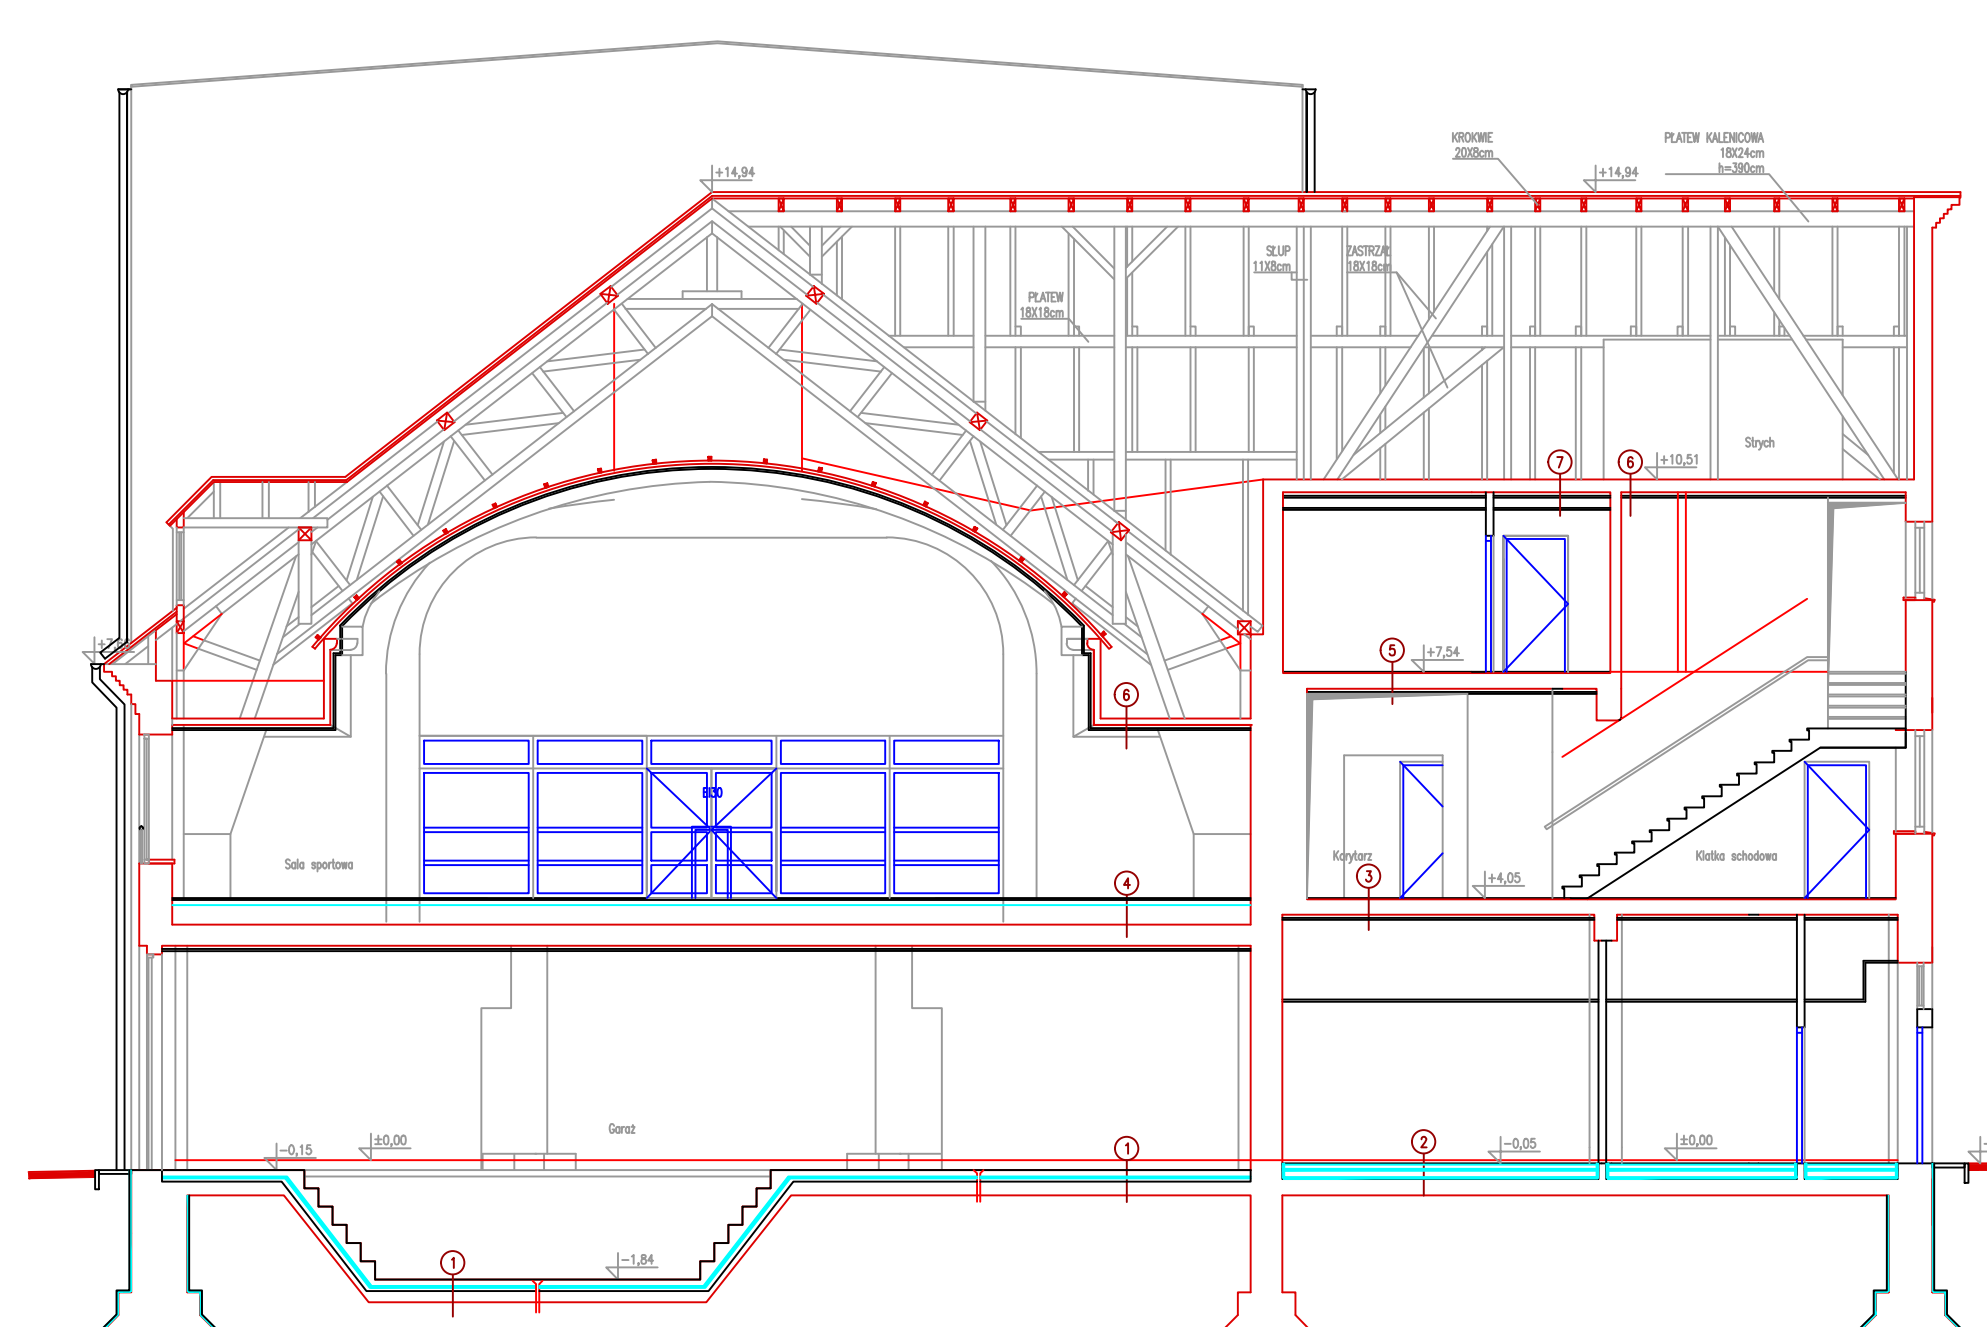 KROKWIE
20X8cm
PŁATEW KALENICOWA
18X24cm
h=390cm
+14,94
+14,94
SŁUP
11X8cm
ZASTRZAŁ
18X18cm
PŁATEW
18X18cm
Strych
7
6
+10,51
5
+7,54
6
EI30
Sala sportowa
Korytarz
Klatka schodowa
3
+4,05
4
Garaż
-0,15
±0,00
1
2
-0,05
±0,00
1
-1,84